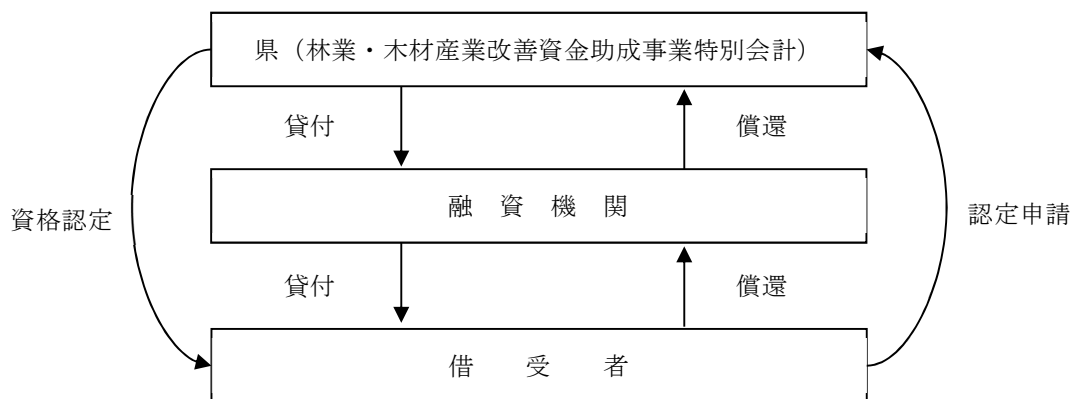 県（林業・木材産業改善資金助成事業特別会計）
貸付
償還
融資機関
資格認定
認定申請
貸付
償還
借受者